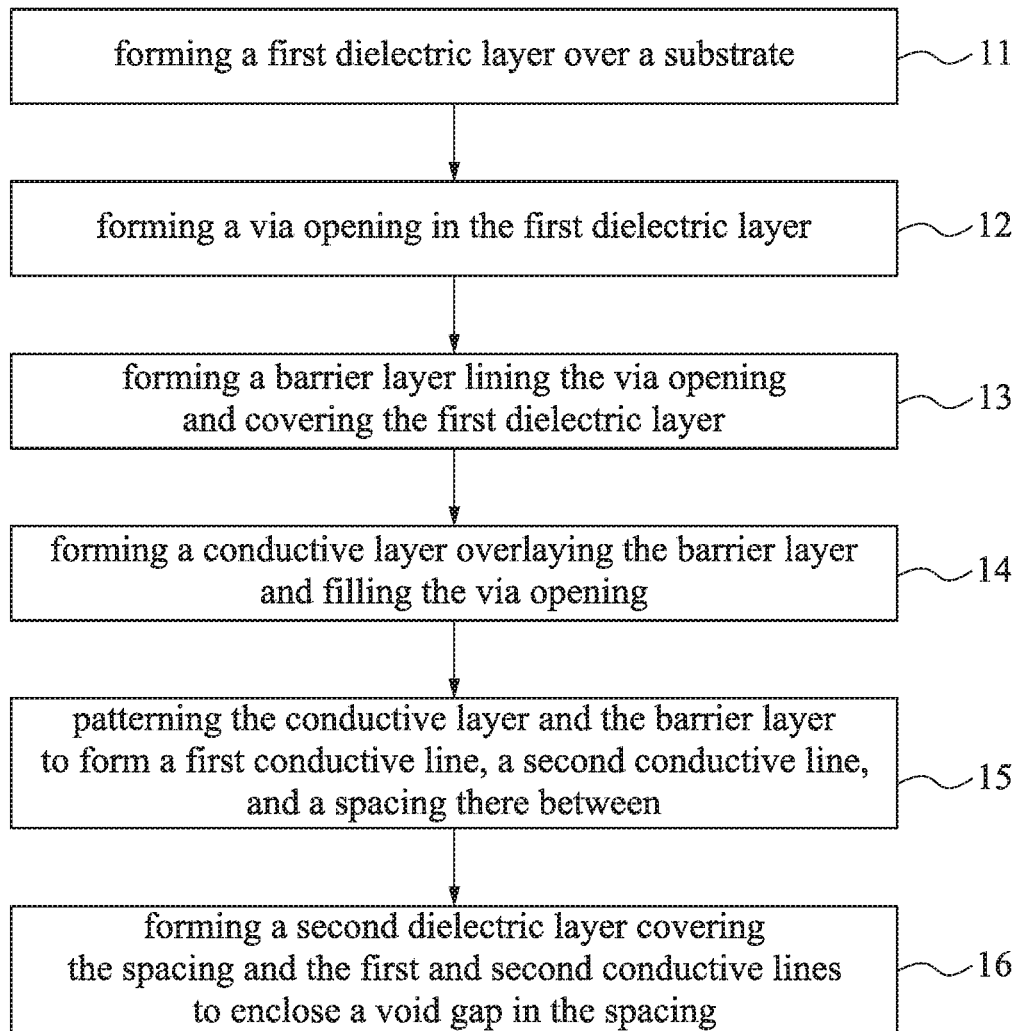 forming a first dielectric layer over a substrate
11
forming a via opening in the first dielectric layer
12
forming a barrier layer lining the via opening
and covering the first dielectric layer
13
forming a conductive layer overlaying the barrier layer
and filling the via opening
14
patterning the conductive layer and the barrier layer
to form a first conductive line, a second conductive line,
and a spacing there between
15
forming a second dielectric layer covering
the spacing and the first and second conductive lines
to enclose a void gap in the spacing
16